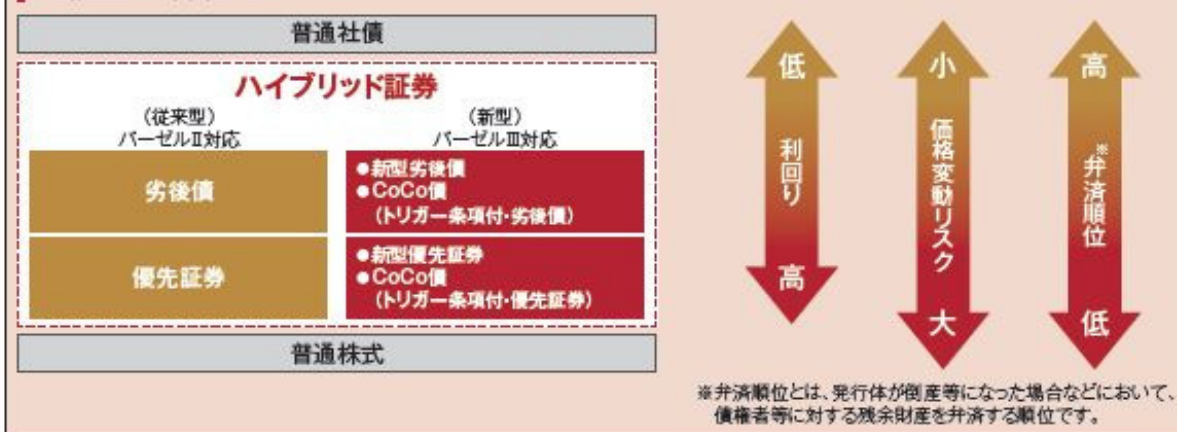 普通社債
ハイブリッド証券
（従来型）
バーゼルⅡ対応
（新型）
バーゼルⅢ対応
劣後債
●新型劣後債
●CoCo債
（トリガー条項付・劣後債）
優先証券
●新型優先証券
●CoCo債
（トリガー条項付・優先証券）
普通株式
低
利回り
高
小
価格変動リスク
大
高
※弁済順位
低
※弁済順位とは、発行体が倒産等になった場合などにおいて、
債権者等に対する残余財産を弁済する順位です。